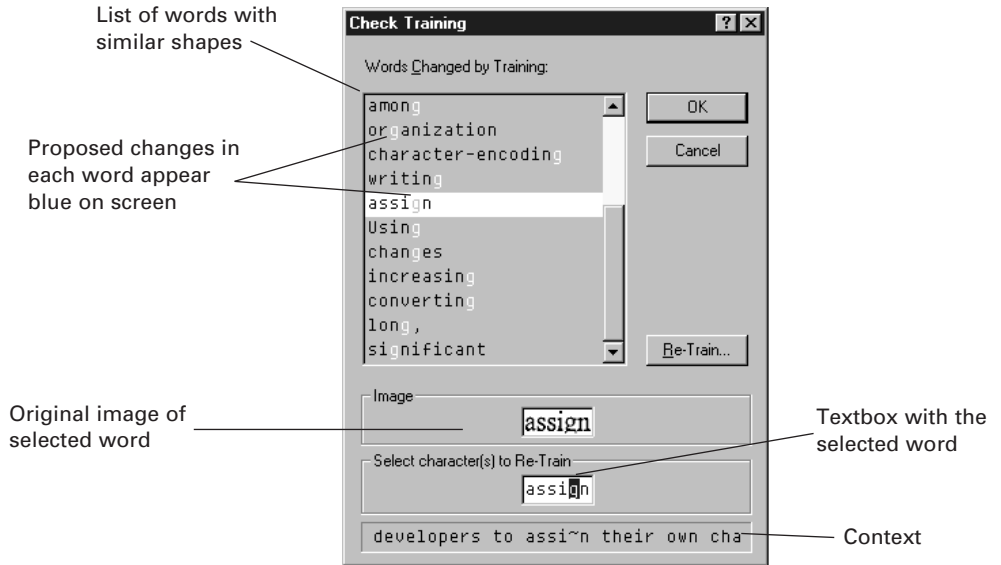 List of words with
similar shapes
Proposed changes in
each word appear
blue on screen
Original image of
selected word
Check Training
Words Changed by Training:
among
organization
character-encoding
writing
assign
Using
changes
increasing
converting
long,
significant
OK
Cancel
Re-Train...
Image
assign
Select character(s) to Re-Train
assign
developers to assi~n their own cha
Textbox with the
selected word
Context